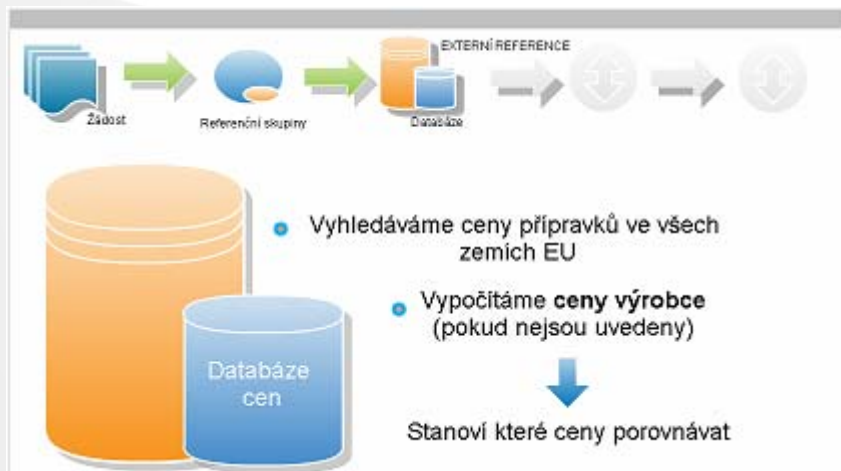 EXTERNÍ REFERENCE
Žádost
Referenční skupiny
Databáze
Vyhledáváme ceny přípravků ve všech
zemích EU
Vypočítáme ceny výrobce
(pokud nejsou uvedeny)
Databáze
cen
Stanoví které ceny porovnávat